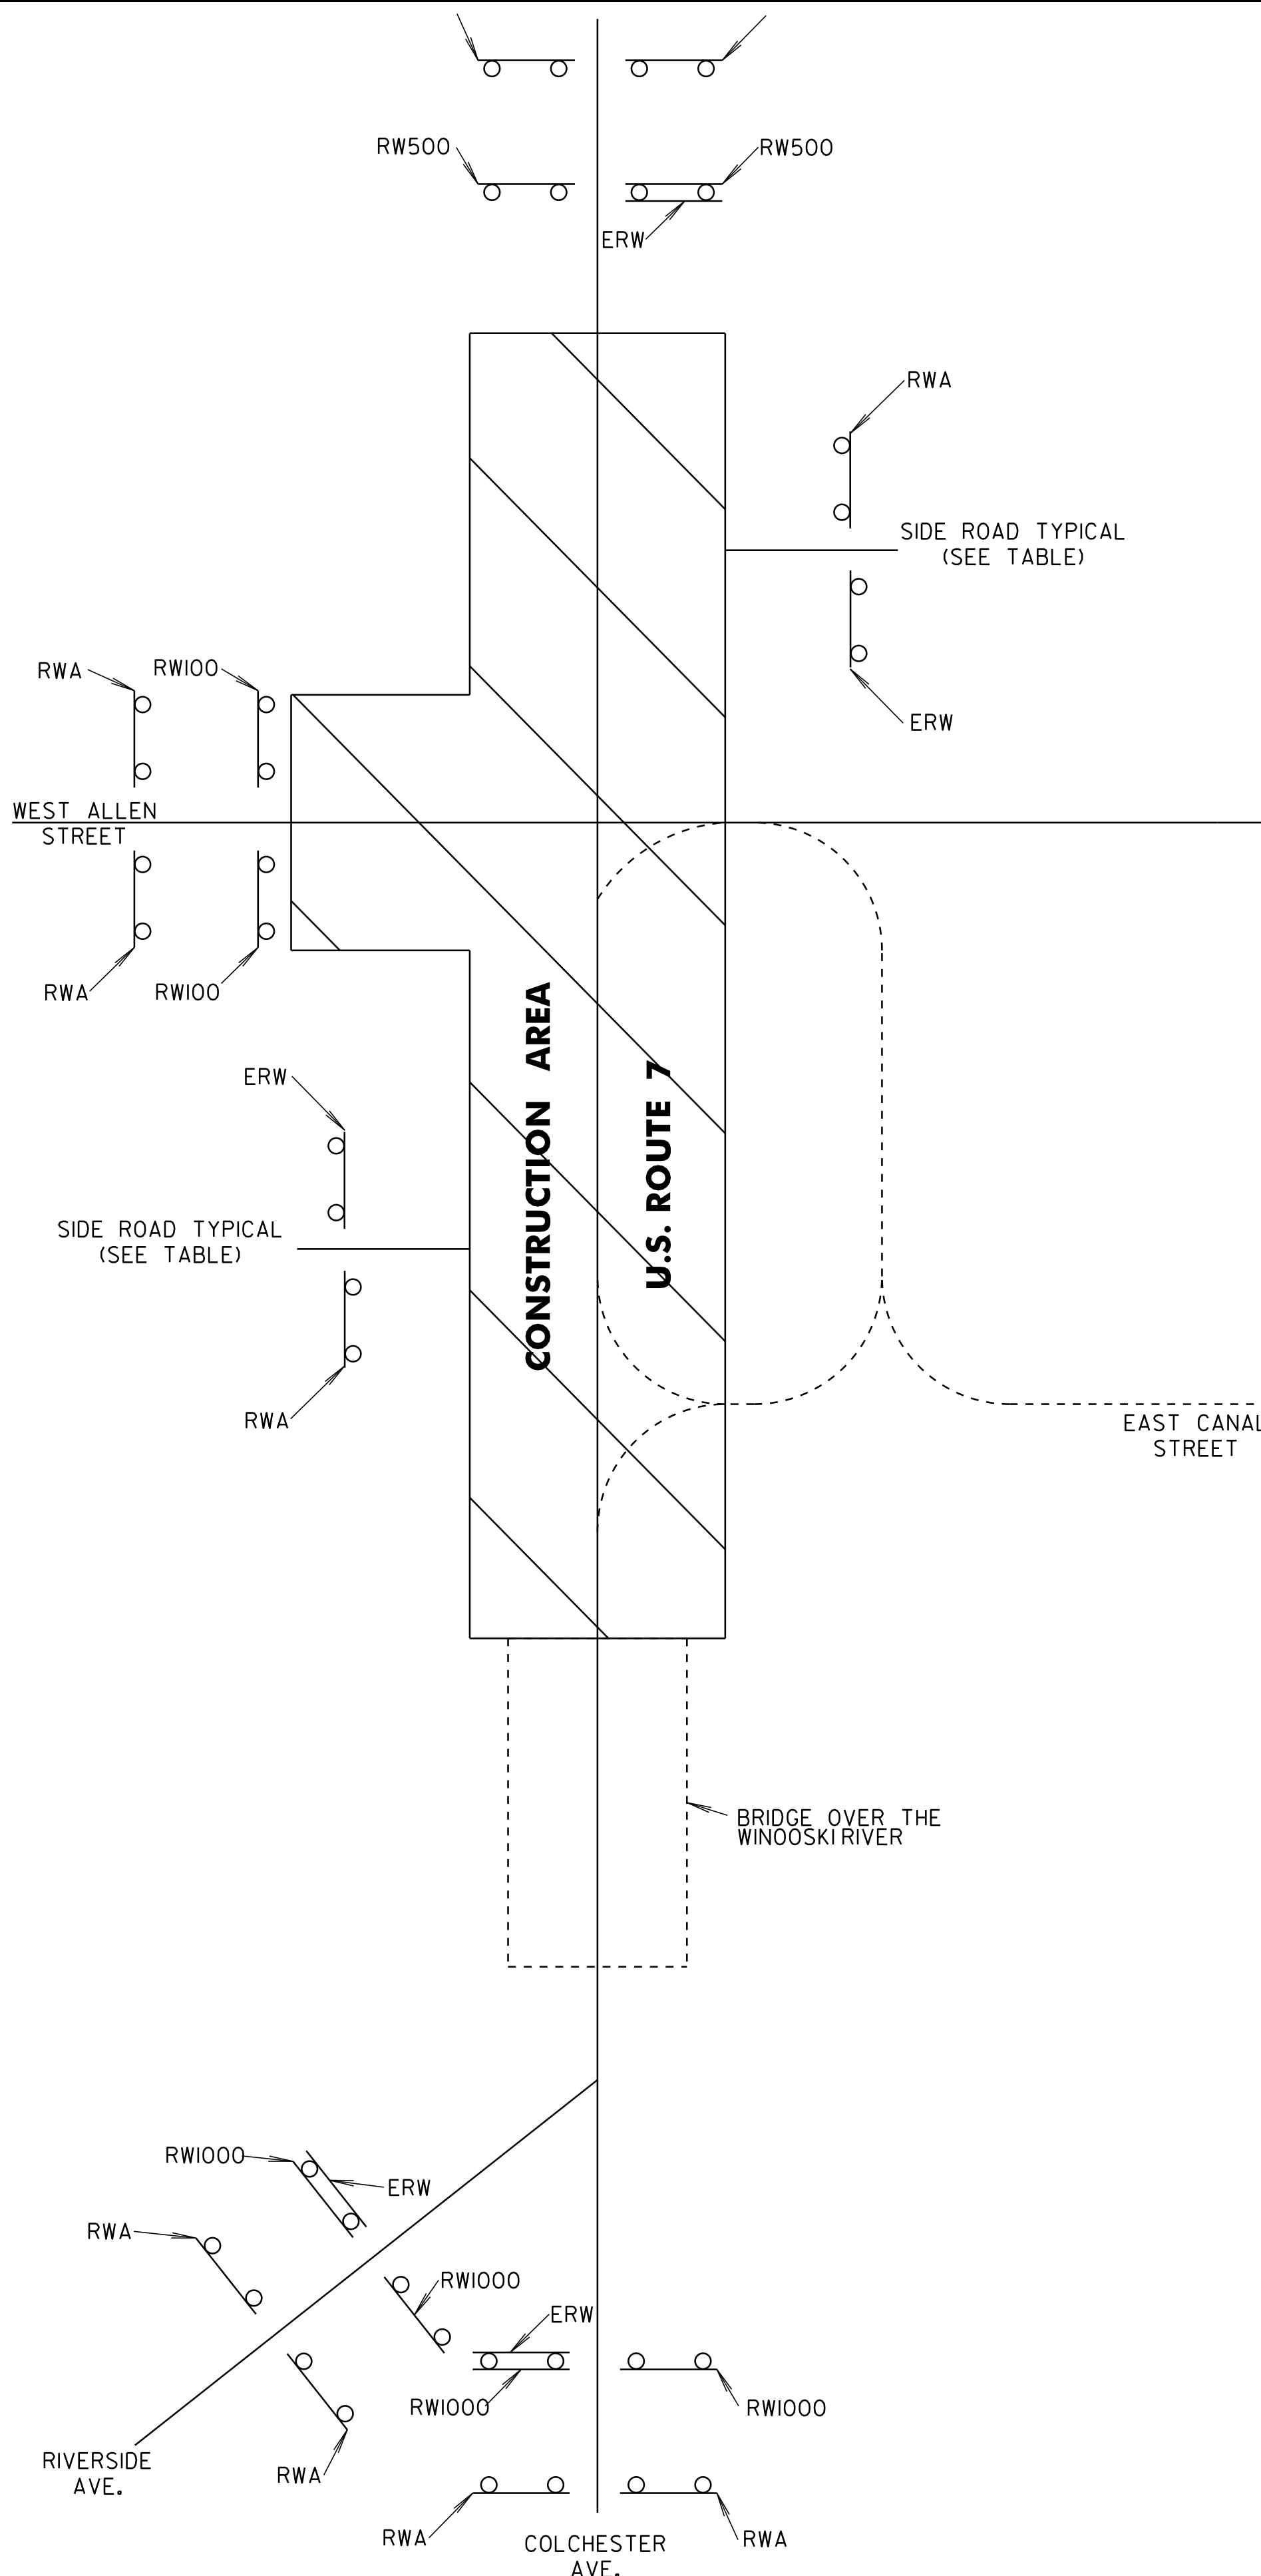 RW500
RW500
ERW
RWA
SIDE ROAD TYPICAL
(SEE TABLE)
ERW
RWA
RW100
WEST ALLEN
STREET
RWA
RW100
ERW
SIDE ROAD TYPICAL
(SEE TABLE)
RWA
CONSTRUCTION AREA
U.S. ROUTE 7
EAST CANAL
STREET
BRIDGE OVER THE
WINOOSKI RIVER
RW1000
ERW
RWA
RW1000
ERW
RW1000
RW1000
RIVERSIDE
AVE.
RWA
RWA
RWA
COLCHESTER
AVE.